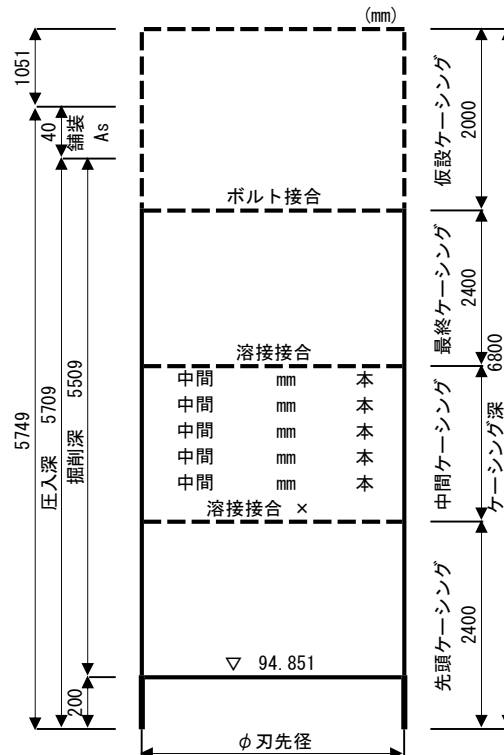 (mm)
1051
40
舗装
As
5749
圧入深 5709
掘削深 5509
200
ボルト接合
溶接接合
中間 mm 本
中間 mm 本
中間 mm 本
中間 mm 本
中間 mm 本
溶接接合 ×
▽ 94.851
φ刃先径
仮設ケーシング
2000
最終ケーシング
2400
中間ケーシング
先頭ケーシング
2400
ケーシング深 6800